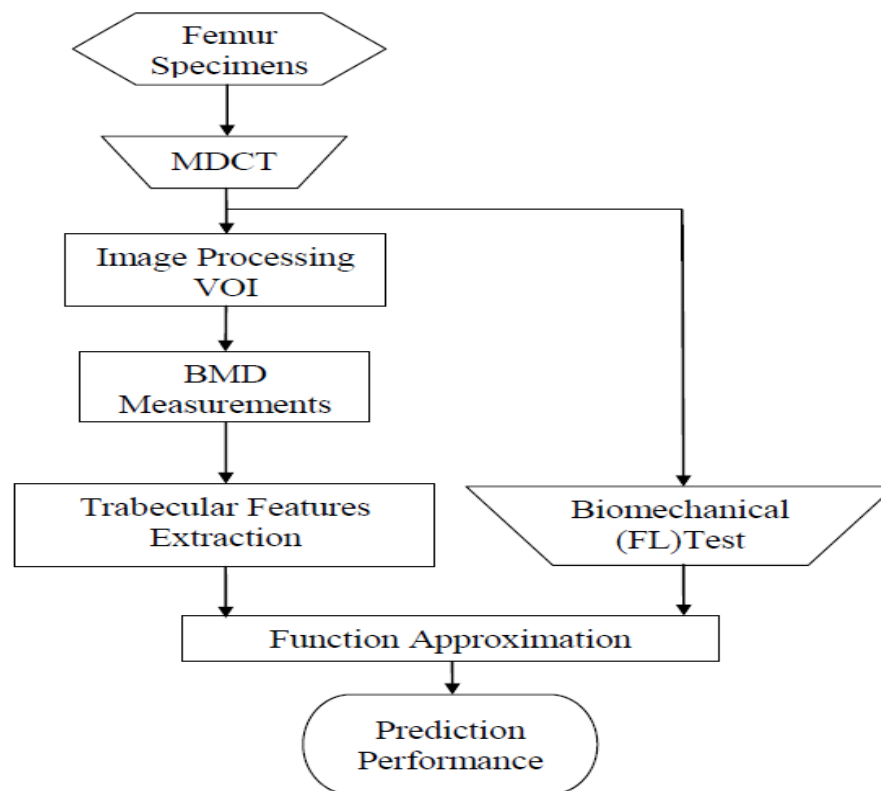 Femur
Specimens
MDCT
Image Processing
VOI
BMD
Measurements
Trabecular Features
Extraction
Biomechanical
(FL)Test
Function Approximation
Prediction
Performance